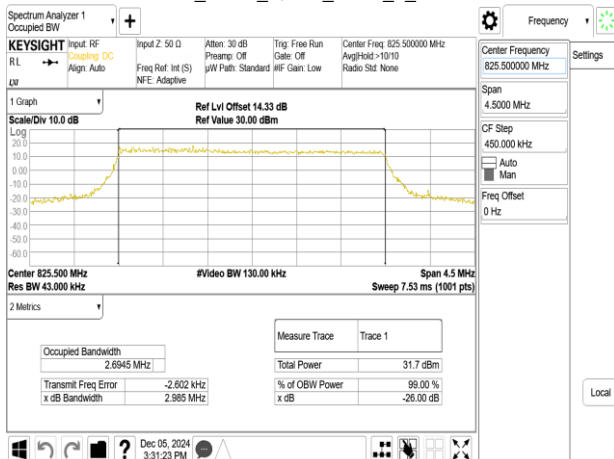 Spectrum Analyzer 1
Occupied BW
Frequency
KEYSIGHT
RL
LXI
Input: RF
Coupling: DC
Align: Auto
Input Z: 50 Ω
Freq Ref: Int (S)
NFE: Adaptive
Atten: 30 dB
Preamp: Off
µW Path: Standard
Trig: Free Run
Gate: Off
#IF Gain: Low
Center Freq: 825.500000 MHz
Avg|Hold:>10/10
Radio Std: None
Center Frequency
825.500000 MHz
Settings
Span
4.5000 MHz
CF Step
450.000 kHz
Auto
Man
Freq Offset
0 Hz
Local
1 Graph
Scale/Div 10.0 dB
Ref Lvl Offset 14.33 dB
Ref Value 30.00 dBm
Log
20.0
10.0
0.00
-10.0
-20.0
-30.0
-40.0
-50.0
-60.0
Center 825.500 MHz
#Video BW 130.00 kHz
Span 4.5 MHz
Res BW 43.000 kHz
Sweep 7.53 ms (1001 pts)
2 Metrics
Measure Trace Trace 1
Occupied Bandwidth
2.6945 MHz
Total Power 31.7 dBm
Transmit Freq Error -2.602 kHz
% of OBW Power 99.00 %
x dB Bandwidth 2.985 MHz
x dB -26.00 dB
?
Dec 05, 2024
3:31:23 PM